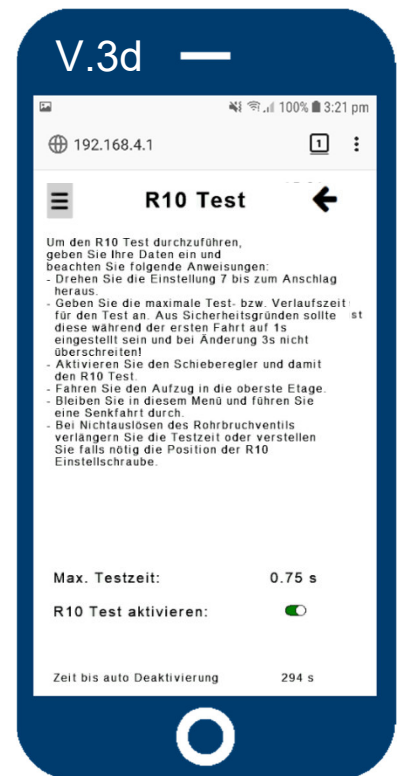 V.3d
100% 3:21 pm
192.168.4.1 1
R10 Test
Um den R10 Test durchzuführen,
geben Sie Ihre Daten ein und
beachten Sie folgende Anweisungen:
- Drehen Sie die Einstellung 7 bis zum Anschlag
heraus.
- Geben Sie die maximale Test- bzw. Verlaufszeit
für den Test an. Aus Sicherheitsgründen sollte st
diese während der ersten Fahrt auf 1s
eingestellt sein und bei Änderung 3s nicht
überschreiten!
- Aktivieren Sie den Schieberegler und damit
den R10 Test.
- Fahren Sie den Aufzug in die oberste Etage.
- Bleiben Sie in diesem Menü und führen Sie
eine Senkfahrt durch.
- Bei Nichtauslösen des Rohrbruchventils
verlängern Sie die Testzeit oder verstellen
Sie falls nötig die Position der R10
Einstellschraube.
Max. Testzeit: 0.75 s
R10 Test aktivieren:
Zeit bis auto Deaktivierung 294 s